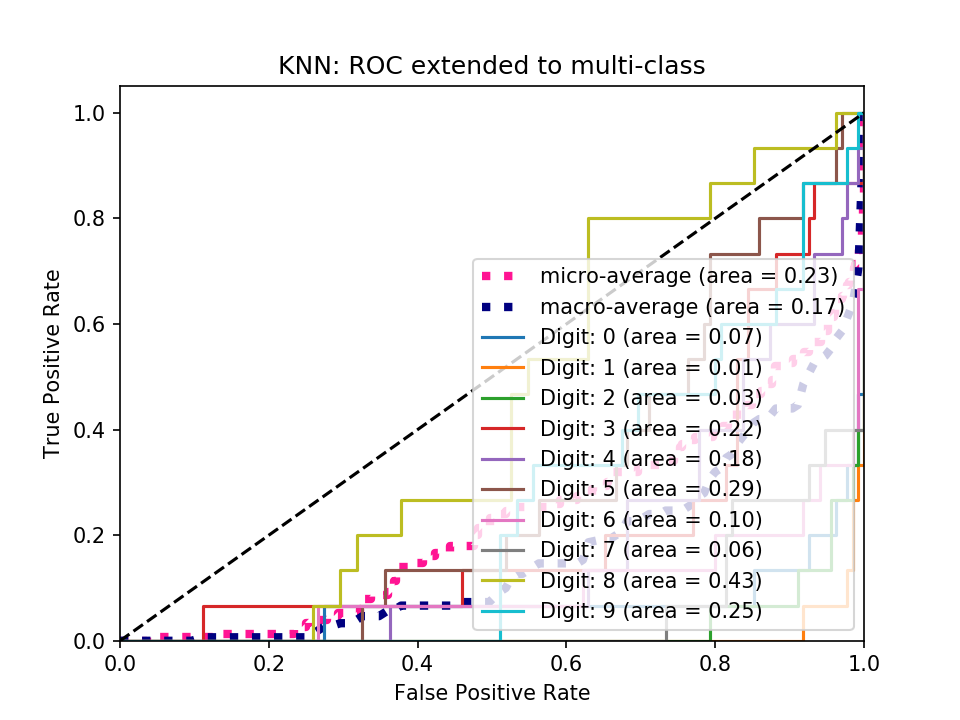 KNN: ROC extended to multi-class
1.0
0.8
0.6
0.4
0.2
0.0
True Positive Rate
micro-average (area = 0.23)
macro-average (area = 0.17)
Digit: 0 (area = 0.07)
Digit: 1 (area = 0.01)
Digit: 2 (area = 0.03)
Digit: 3 (area = 0.22)
Digit: 4 (area = 0.18)
Digit: 5 (area = 0.29)
Digit: 6 (area = 0.10)
Digit: 7 (area = 0.06)
Digit: 8 (area = 0.43)
Digit: 9 (area = 0.25)
0.0 0.2 0.4 0.6 0.8 1.0
False Positive Rate